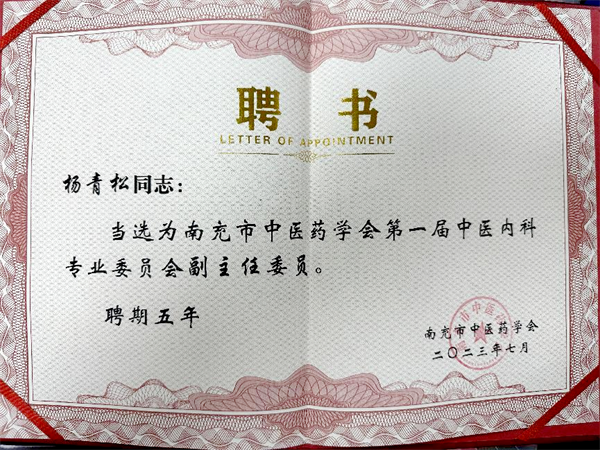 聘书
LETTER OF APPOINTMENT
杨青松同志：
当选为南充市中医药学会第一届中医内科
专业委员会副主任委员。
聘期五年
南充市中医药学会
二〇二三年七月